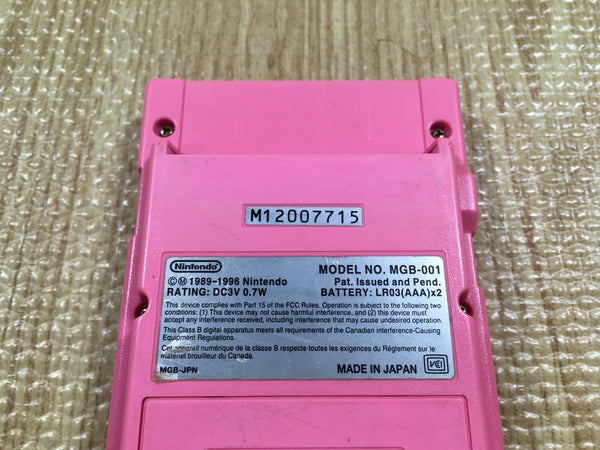 M12007715
Nintendo
MODEL NO. MGB-001
©Ⓜ 1989-1996 Nintendo
Pat. Issued and Pend.
RATING: DC3V 0.7W
BATTERY: LR03(AAA)x2
This device complies with Part 15 of the FCC Rules. Operation is subject to the following two
conditions: (1) This device may not cause harmful interference, and (2) this device must
accept any interference received, including interference that may cause undesired operation.
This Class B digital apparatus meets all requirements of the Canadian Interference-Causing
Equipment Regulations.
Cet appareil numérique de la classe B respecte toutes les exigences du Réglement sur le
matériel brouilleur du Canada.
MGB-JPN
MADE IN JAPAN
VCI